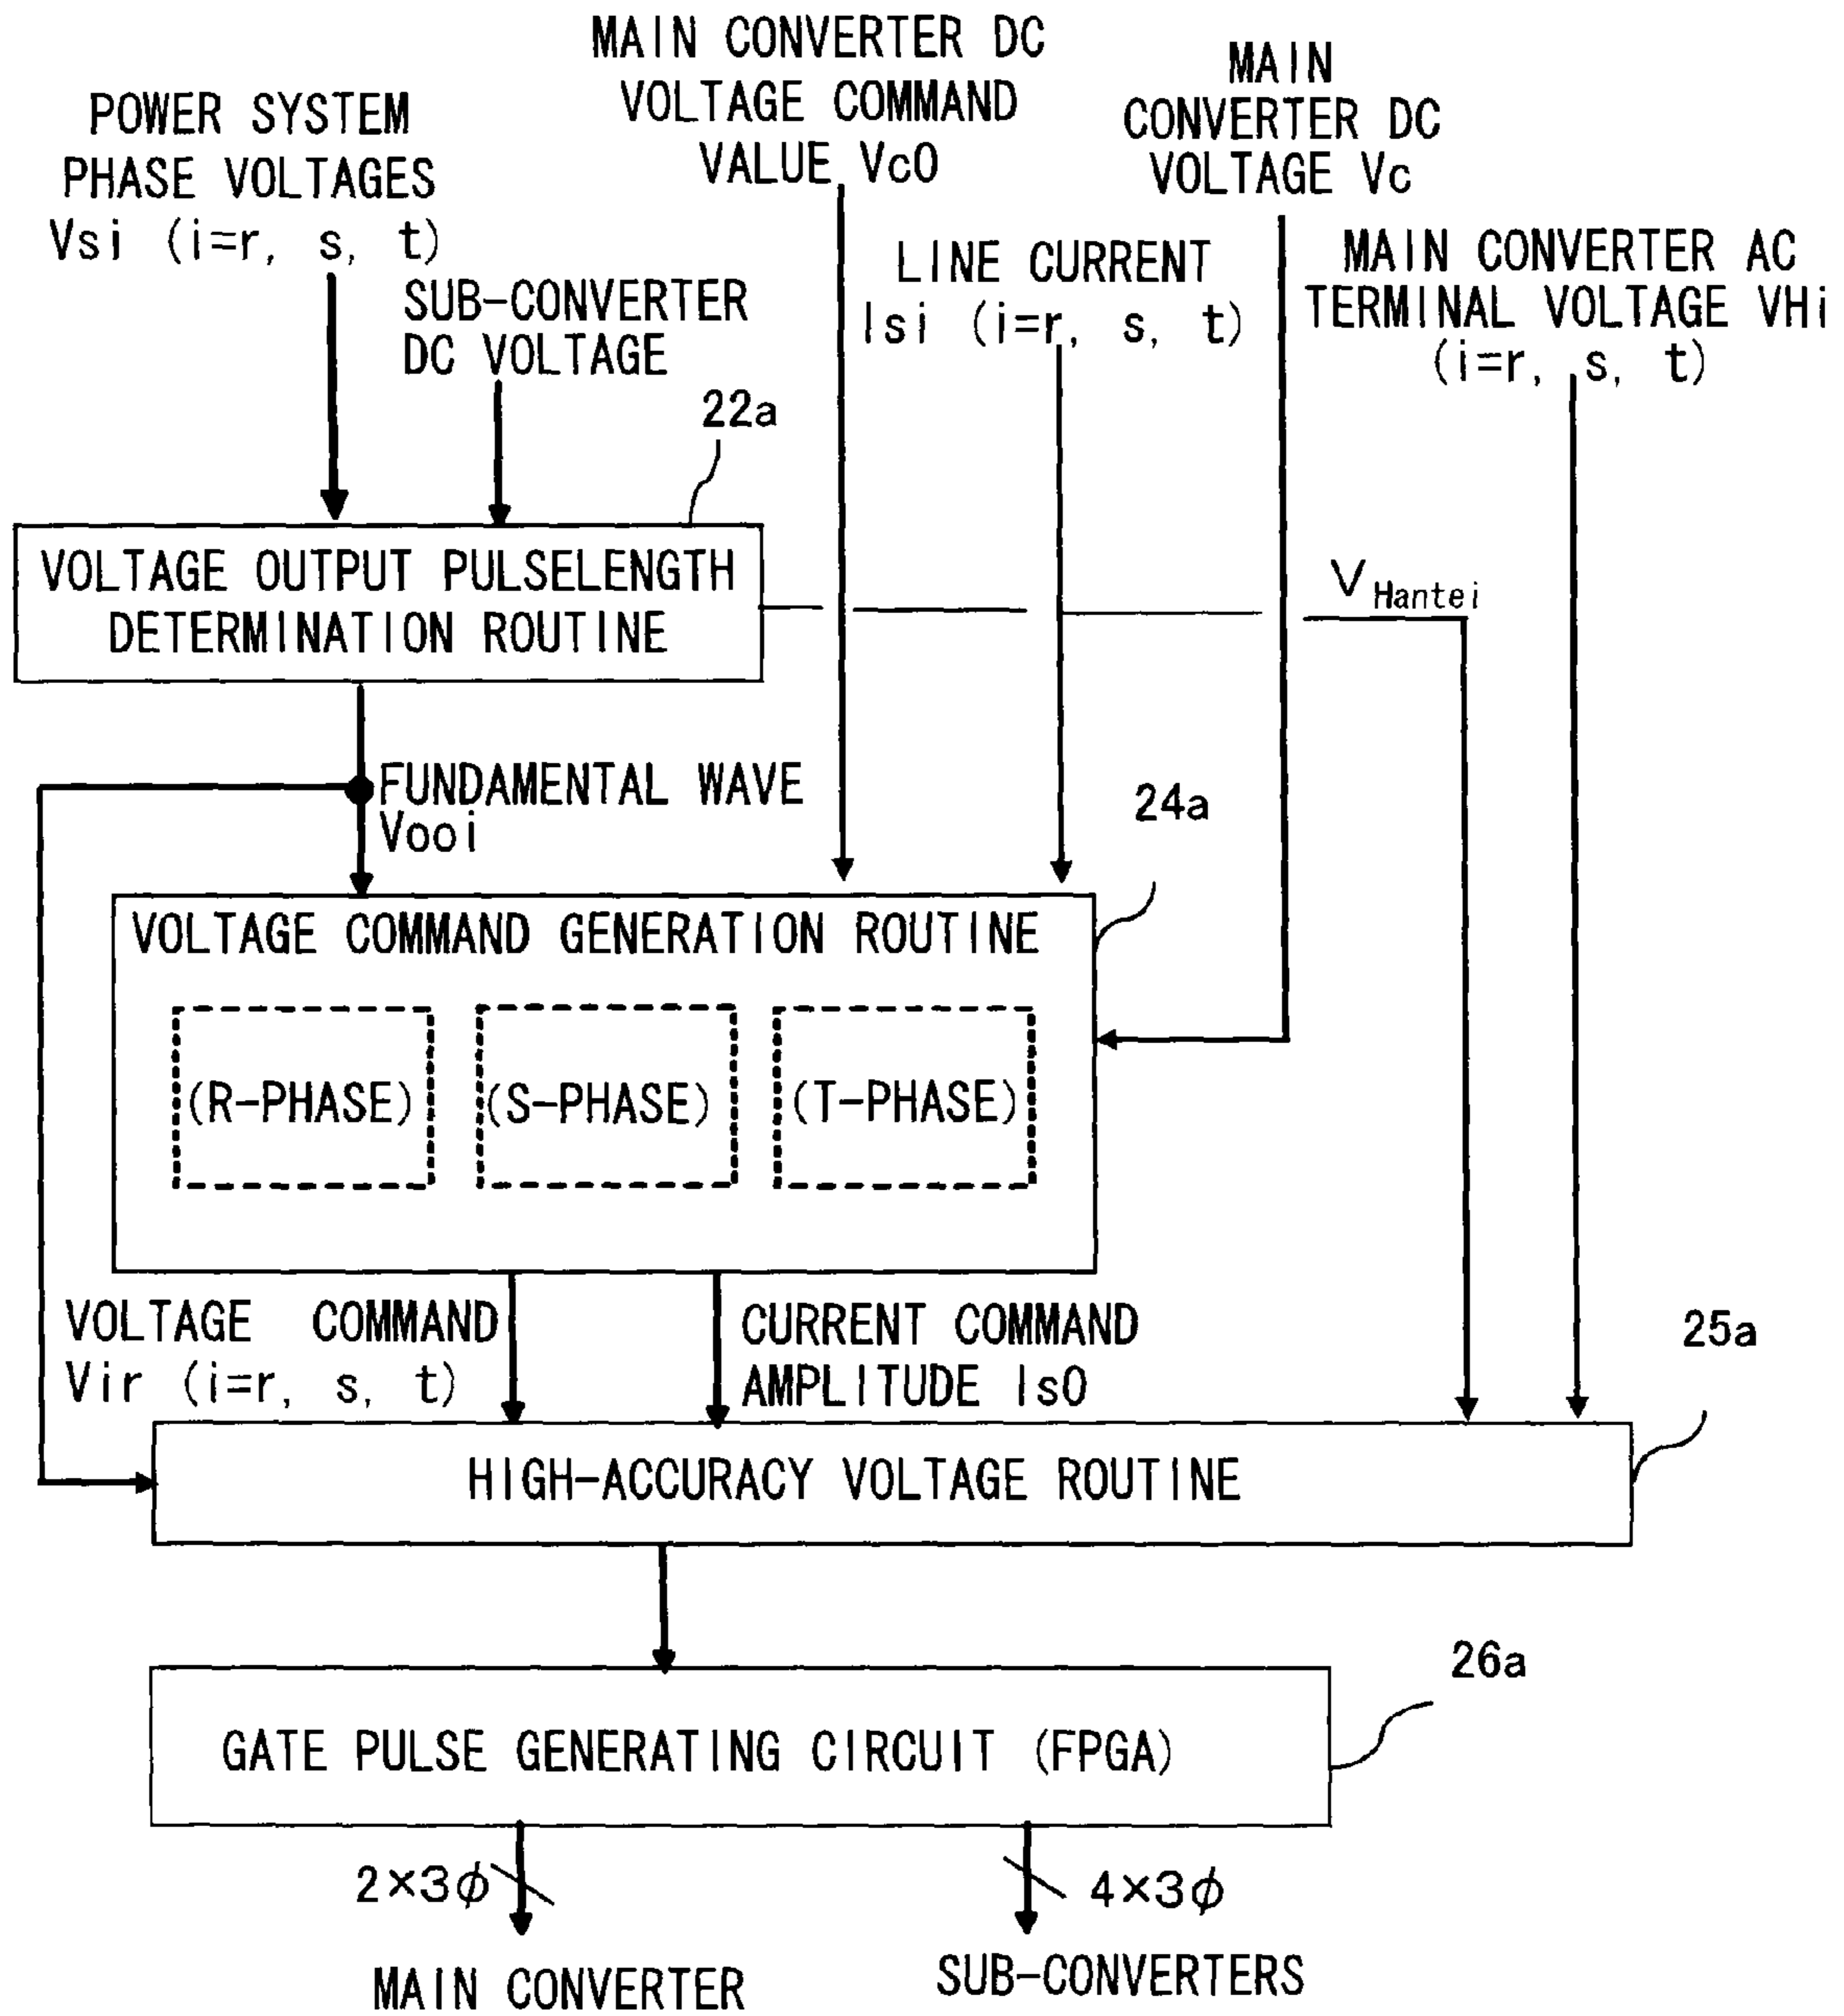 MAIN CONVERTER DC
VOLTAGE COMMAND
VALUE Vc0
MAIN
CONVERTER DC
VOLTAGE Vc
POWER SYSTEM
PHASE VOLTAGES
Vsi (i=r, s, t)
LINE CURRENT
Isi (i=r, s, t)
MAIN CONVERTER AC
TERMINAL VOLTAGE VHi
(i=r, s, t)
SUB-CONVERTER
DC VOLTAGE
22a
VOLTAGE OUTPUT PULSELENGTH
DETERMINATION ROUTINE
V Hantei
FUNDAMENTAL WAVE
Vooi
24a
VOLTAGE COMMAND GENERATION ROUTINE
(R-PHASE)
(S-PHASE)
(T-PHASE)
VOLTAGE COMMAND
Vir (i=r, s, t)
CURRENT COMMAND
AMPLITUDE Is0
25a
HIGH-ACCURACY VOLTAGE ROUTINE
26a
GATE PULSE GENERATING CIRCUIT (FPGA)
2×3ϕ
4×3ϕ
MAIN CONVERTER
SUB-CONVERTERS